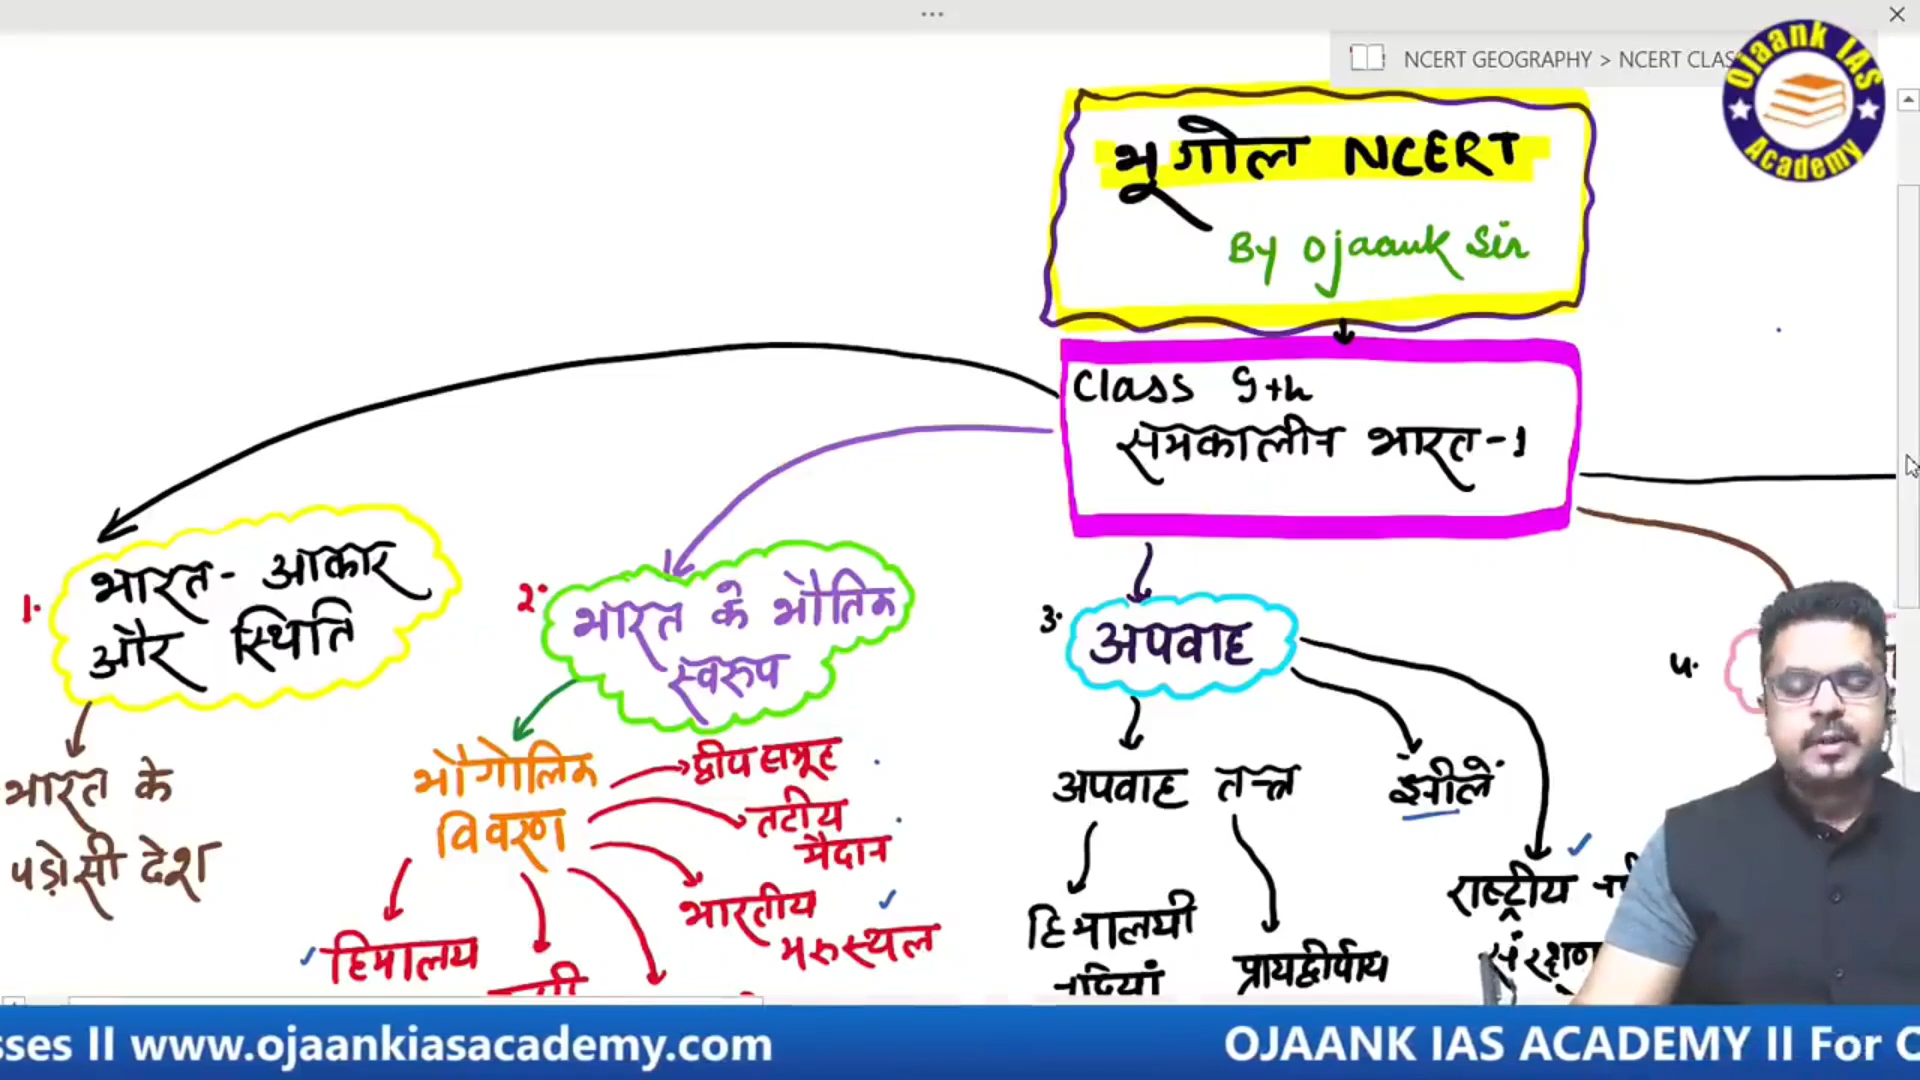 ...
NCERT GEOGRAPHY > NCERT CLAS
Ojaank IAS
Academy
भूगोल NCERT
By Ojaank Sir
Class 9th
समकालीन भारत-1
1. भारत- आकार
और स्थिति
भारत के
पड़ोसी देश
2. भारत के भौतिक
स्वरूप
भौगोलिक
विवरण
द्वीप समूह
तटीय
मैदान
भारतीय
मरुस्थल
हिमालय
3. अपवाह
अपवाह तन्त्र
झीलें
हिमालयी
नदियां
प्रायद्वीपीय
राष्ट्रीय
संरक्षण
4.
sses II www.ojaankiasacademy.com
OJAANK IAS ACADEMY II For C